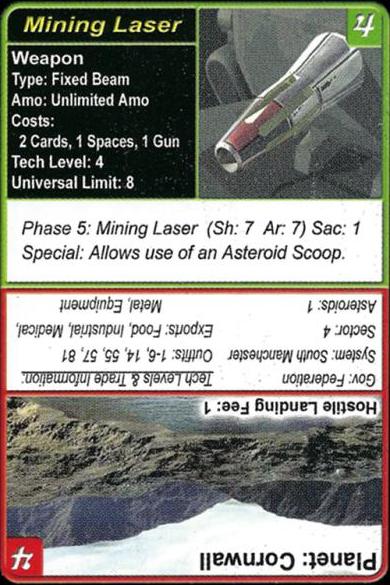 Mining Laser
4
Weapon
Type: Fixed Beam
Amo: Unlimited Amo
Costs:
2 Cards, 1 Spaces, 1 Gun
Tech Level: 4
Universal Limit: 8
Phase 5: Mining Laser (Sh: 7 Ar: 7) Sac: 1
Special: Allows use of an Asteroid Scoop.
Planet: Cornwall
4
Hostile Landing Fee: 1
Gov: Federation
System: South Manchester
Sector: 4
Asteroids: 1
Tech Levels & Trade Information:
Outfits: 1-6, 14, 55, 57, 81
Exports: Food, Industrial, Medical,
Metal, Equipment